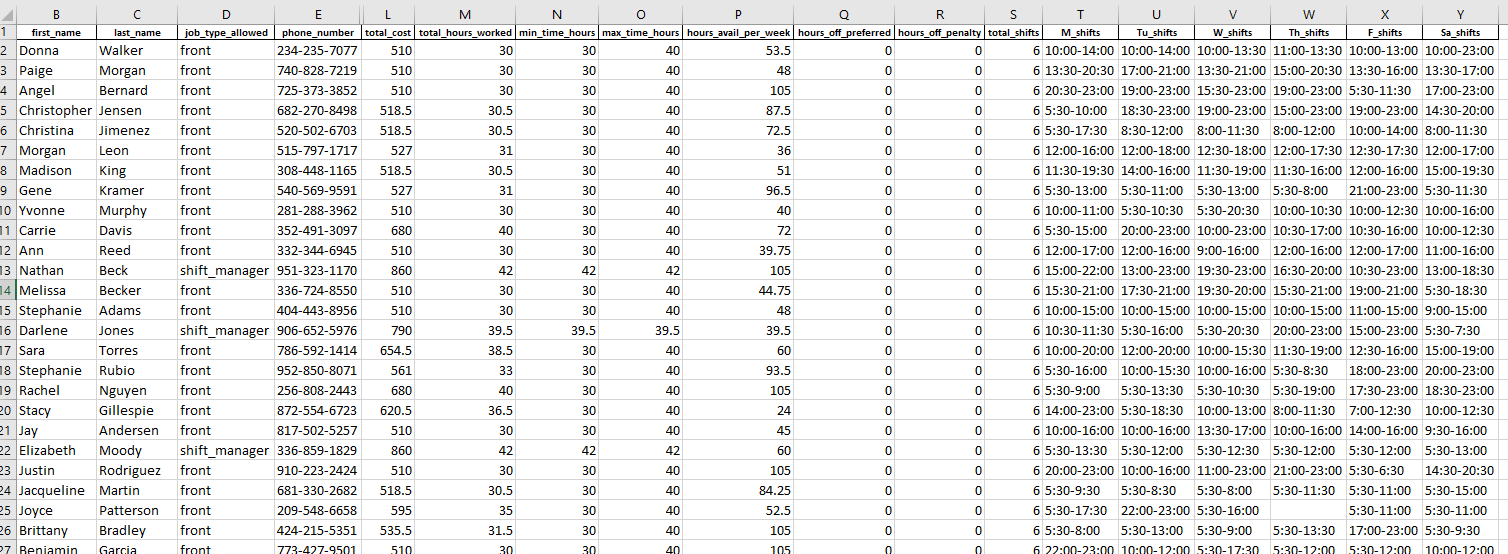 B C D E L M N O P Q R S T U V W X Y
1 first_name last_name job_type_allowed phone_number total_cost total_hours_worked min_time_hours max_time_hours hours_avail_per_week hours_off_preferred hours_off_penalty total_shifts M_shifts Tu_shifts W_shifts Th_shifts F_shifts Sa_shifts
2 Donna Walker front 234-235-7077 510 30 30 40 53.5 0 0 6 10:00-14:00 10:00-14:00 10:00-13:30 11:00-13:30 10:00-13:00 10:00-23:00
3 Paige Morgan front 740-828-7219 510 30 30 40 48 0 0 6 13:30-20:30 17:00-21:00 13:30-21:00 15:00-20:30 13:30-16:00 13:30-17:00
4 Angel Bernard front 725-373-3852 510 30 30 40 105 0 0 6 20:30-23:00 19:00-23:00 15:30-23:00 19:00-23:00 5:30-11:30 17:00-23:00
5 Christopher Jensen front 682-270-8498 518.5 30.5 30 40 87.5 0 0 6 5:30-10:00 18:30-23:00 19:00-23:00 15:00-23:00 19:00-23:00 14:30-20:00
6 Christina Jimenez front 520-502-6703 518.5 30.5 30 40 72.5 0 0 6 5:30-17:30 8:30-12:00 8:00-11:30 8:00-12:00 10:00-14:00 8:00-11:30
7 Morgan Leon front 515-797-1717 527 31 30 40 36 0 0 6 12:00-16:00 12:00-18:00 12:30-18:00 12:30-17:30 12:30-17:30 12:00-17:00
8 Madison King front 308-448-1165 518.5 30.5 30 40 51 0 0 6 11:30-19:30 14:00-16:00 11:30-19:00 11:30-16:00 12:00-16:00 15:00-19:30
9 Gene Kramer front 540-569-9591 527 31 30 40 96.5 0 0 6 5:30-13:00 5:30-11:00 5:30-13:00 5:30-8:00 21:00-23:00 5:30-11:30
10 Yvonne Murphy front 281-288-3962 510 30 30 40 40 0 0 6 10:00-11:00 5:30-10:30 5:30-20:30 10:00-10:30 10:00-12:30 10:00-16:00
11 Carrie Davis front 352-491-3097 680 40 30 40 72 0 0 6 5:30-15:00 20:00-23:00 10:00-23:00 10:30-17:00 10:30-16:00 10:00-12:30
12 Ann Reed front 332-344-6945 510 30 30 40 39.75 0 0 6 12:00-17:00 12:00-16:00 9:00-16:00 12:00-16:00 12:00-17:00 11:00-16:00
13 Nathan Beck shift_manager 951-323-1170 860 42 42 42 105 0 0 6 15:00-22:00 13:00-23:00 19:30-23:00 16:30-20:00 10:30-23:00 13:00-18:30
14 Melissa Becker front 336-724-8550 510 30 30 40 44.75 0 0 6 15:30-21:00 17:30-21:00 19:30-20:00 15:30-21:00 19:00-21:00 5:30-18:30
15 Stephanie Adams front 404-443-8956 510 30 30 40 48 0 0 6 10:00-15:00 10:00-15:00 10:00-15:00 10:00-15:00 11:00-15:00 9:00-15:00
16 Darlene Jones shift_manager 906-652-5976 790 39.5 39.5 39.5 39.5 0 0 6 10:30-11:30 5:30-16:00 5:30-20:30 20:00-23:00 15:00-23:00 5:30-7:30
17 Sara Torres front 786-592-1414 654.5 38.5 30 40 60 0 0 6 10:00-20:00 12:00-20:00 10:00-15:30 11:30-19:00 12:30-16:00 15:00-19:00
18 Stephanie Rubio front 952-850-8071 561 33 30 40 93.5 0 0 6 5:30-16:00 10:00-15:30 10:00-16:00 5:30-8:30 18:00-23:00 20:00-23:00
19 Rachel Nguyen front 256-808-2443 680 40 30 40 105 0 0 6 5:30-9:00 5:30-13:30 5:30-10:30 5:30-19:00 17:30-23:00 18:30-23:00
20 Stacy Gillespie front 872-554-6723 620.5 36.5 30 40 24 0 0 6 14:00-23:00 5:30-18:30 10:00-13:00 8:00-11:30 7:00-12:30 10:00-12:30
21 Jay Andersen front 817-502-5257 510 30 30 40 45 0 0 6 10:00-16:00 10:00-16:00 13:30-17:00 10:00-16:00 14:00-16:00 9:30-16:00
22 Elizabeth Moody shift_manager 336-859-1829 860 42 42 42 60 0 0 6 5:30-13:30 5:30-12:00 5:30-12:30 5:30-12:00 5:30-12:00 5:30-13:00
23 Justin Rodriguez front 910-223-2424 510 30 30 40 105 0 0 6 20:00-23:00 10:00-16:00 11:00-23:00 21:00-23:00 5:30-6:30 14:30-20:30
24 Jacqueline Martin front 681-330-2682 518.5 30.5 30 40 84.25 0 0 6 5:30-9:30 5:30-8:30 5:30-8:00 5:30-11:30 5:30-11:00 5:30-15:00
25 Joyce Patterson front 209-548-6658 595 35 30 40 52.5 0 0 6 5:30-17:30 22:00-23:00 5:30-16:00 5:30-11:00 5:30-11:00
26 Brittany Bradley front 424-215-5351 535.5 31.5 30 40 105 0 0 6 5:30-8:00 5:30-13:00 5:30-9:00 5:30-13:30 17:00-23:00 5:30-9:30
27 Benjamin Garcia front 773-427-9501 510 30 30 40 105 0 0 6 22:00-23:00 10:00-12:00 5:30-17:30 5:30-12:00 5:30-12:00 10:00-12:00